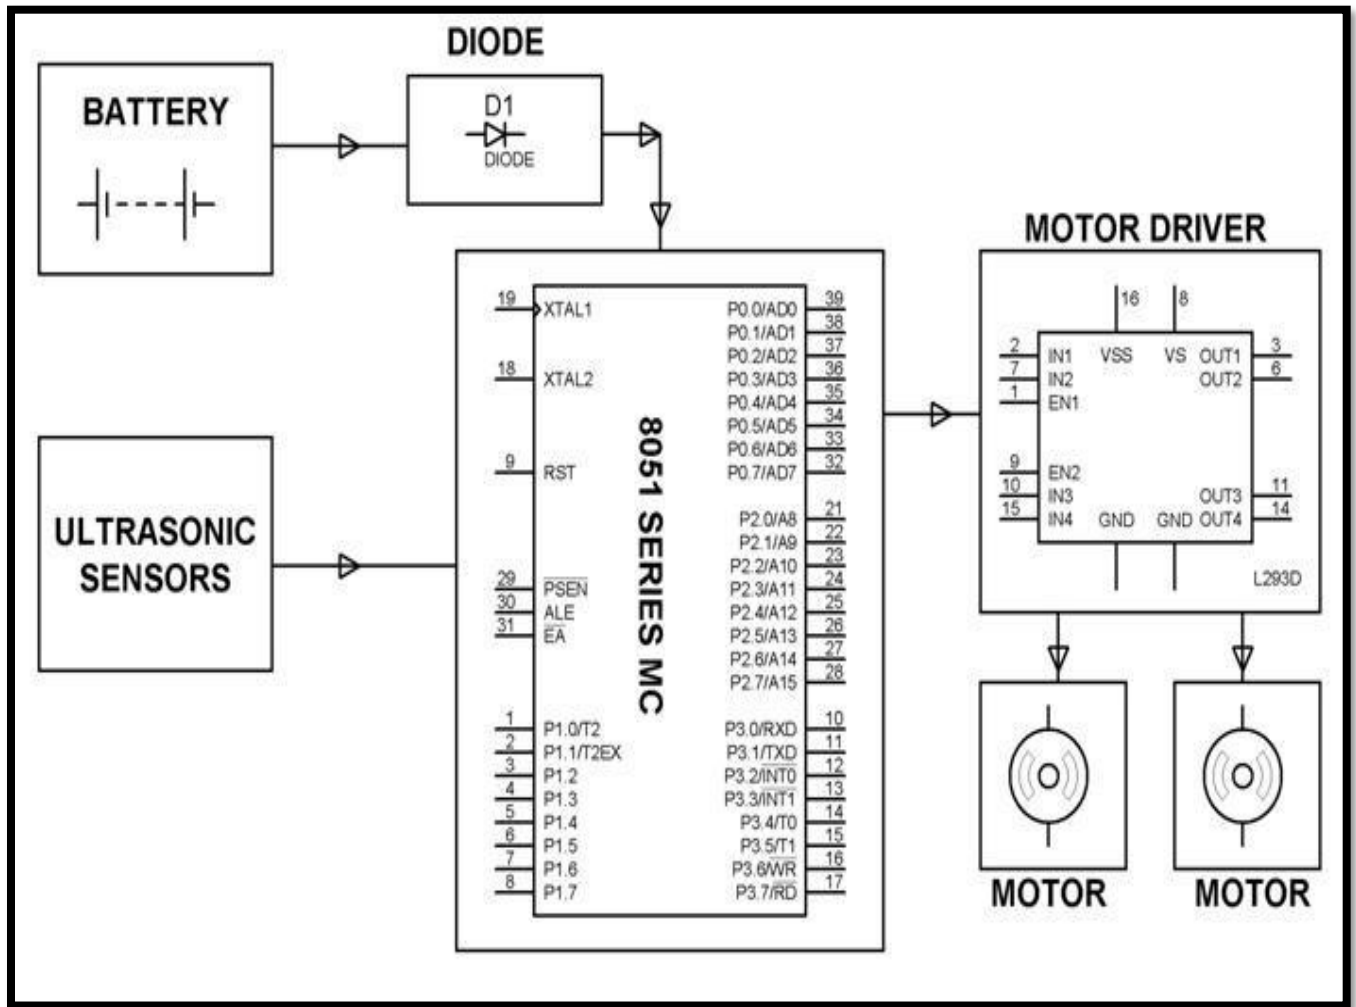 DIODE
BATTERY
D1
DIODE
MOTOR DRIVER
ULTRASONIC
SENSORS
8051 SERIES MC
19 XTAL1
18 XTAL2
9 RST
29 PSEN
30 ALE
31 EA
1 P1.0/T2
2 P1.1/T2EX
3 P1.2
4 P1.3
5 P1.4
6 P1.5
7 P1.6
8 P1.7
P0.0/AD0 39
P0.1/AD1 38
P0.2/AD2 37
P0.3/AD3 36
P0.4/AD4 35
P0.5/AD5 34
P0.6/AD6 33
P0.7/AD7 32
P2.0/A8 21
P2.1/A9 22
P2.2/A10 23
P2.3/A11 24
P2.4/A12 25
P2.5/A13 26
P2.6/A14 27
P2.7/A15 28
P3.0/RXD 10
P3.1/TXD 11
P3.2/INT0 12
P3.3/INT1 13
P3.4/T0 14
P3.5/T1 15
P3.6/WR 16
P3.7/RD 17
16 8
2 IN1 VSS VS OUT1 3
7 IN2 OUT2 6
1 EN1
9 EN2
10 IN3 OUT3 11
15 IN4 GND GND OUT4 14
L293D
MOTOR MOTOR